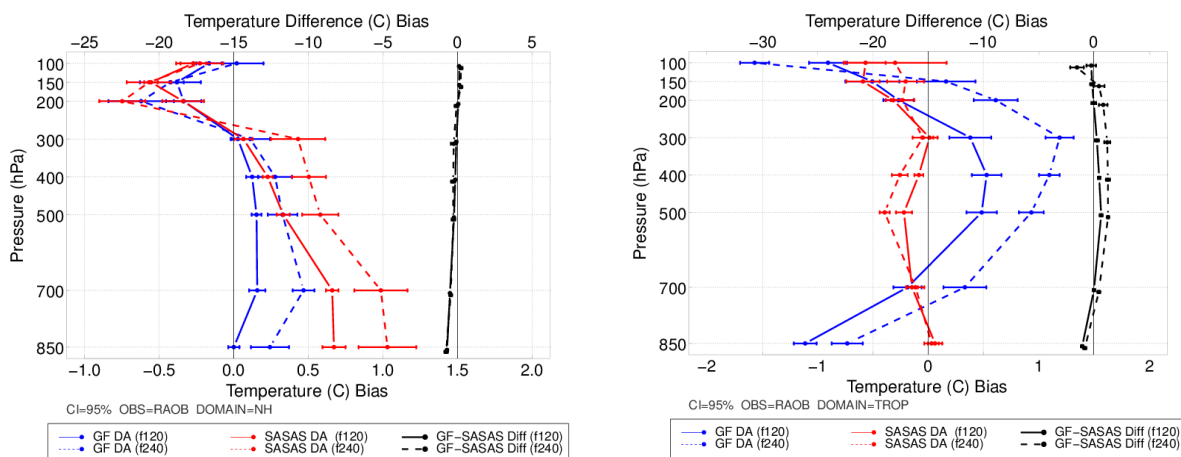 Temperature Difference (C) Bias
−25 −20 −15 −10 −5 0 5
100
150
200
300
400
500
700
850
Pressure (hPa)
−1.0 −0.5 0.0 0.5 1.0 1.5 2.0
Temperature (C) Bias
CI=95% OBS=RAOB DOMAIN=NH
GF DA (f120) SASAS DA (f120) GF−SASAS Diff (f120)
GF DA (f240) SASAS DA (f240) GF−SASAS Diff (f240)
Temperature Difference (C) Bias
−30 −20 −10 0
100
150
200
300
400
500
700
850
Pressure (hPa)
−2 −1 0 1 2
Temperature (C) Bias
CI=95% OBS=RAOB DOMAIN=TROP
GF DA (f120) SASAS DA (f120) GF−SASAS Diff (f120)
GF DA (f240) SASAS DA (f240) GF−SASAS Diff (f240)